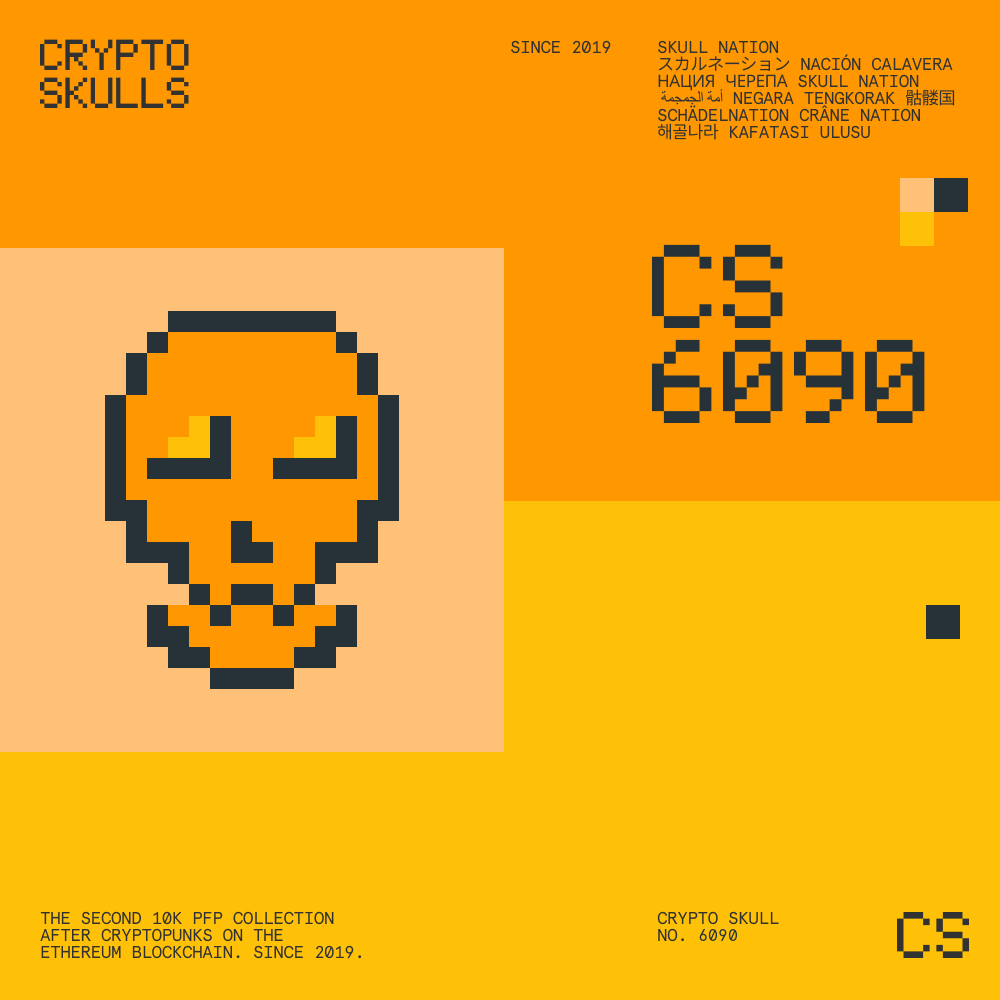 CRYPTO
SKULLS
SINCE 2019
SKULL NATION
スカルネーション NACIÓN CALAVERA
НАЦИЯ ЧЕРЕПА SKULL NATION
أمة الجمجمة NEGARA TENGKORAK 骷髅国
SCHÄDELNATION CRÂNE NATION
해골나라 KAFATASI ULUSU
CS
6090
THE SECOND 10K PFP COLLECTION
AFTER CRYPTOPUNKS ON THE
ETHEREUM BLOCKCHAIN. SINCE 2019.
CRYPTO SKULL
NO. 6090
CS